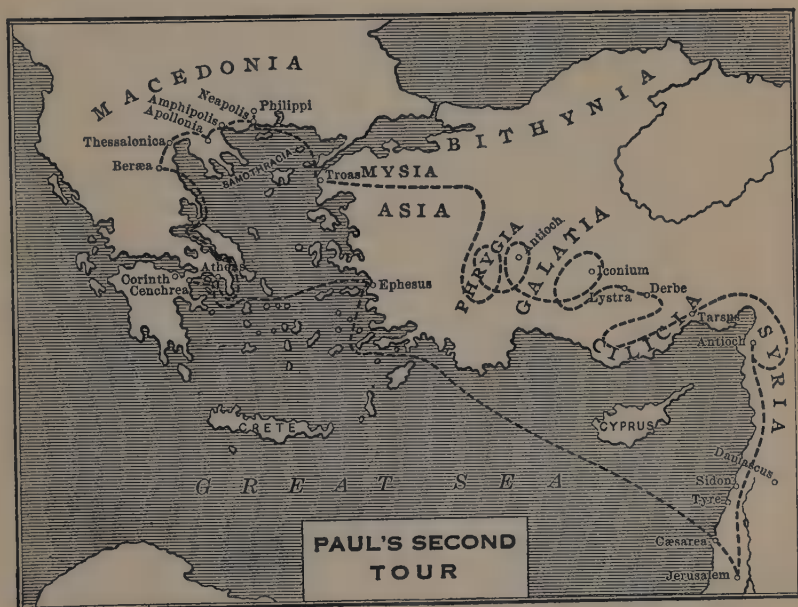 MACEDONIA
Neapolis
Philippi
Amphipolis
Apollonia
Thessalonica
Beræa
SAMOTHRACIA
Troas
MYSIA
BITHYNIA
ASIA
PHRYGIA
Antioch
GALATIA
Iconium
Lystra
Derbe
CILICIA
Tarsus
Antioch
SYRIA
Athens
Corinth
Cenchrea
Ephesus
CRETE
CYPRUS
GREAT SEA
Damascus
Sidon
Tyre
Cæsarea
Jerusalem
PAUL'S SECOND
TOUR